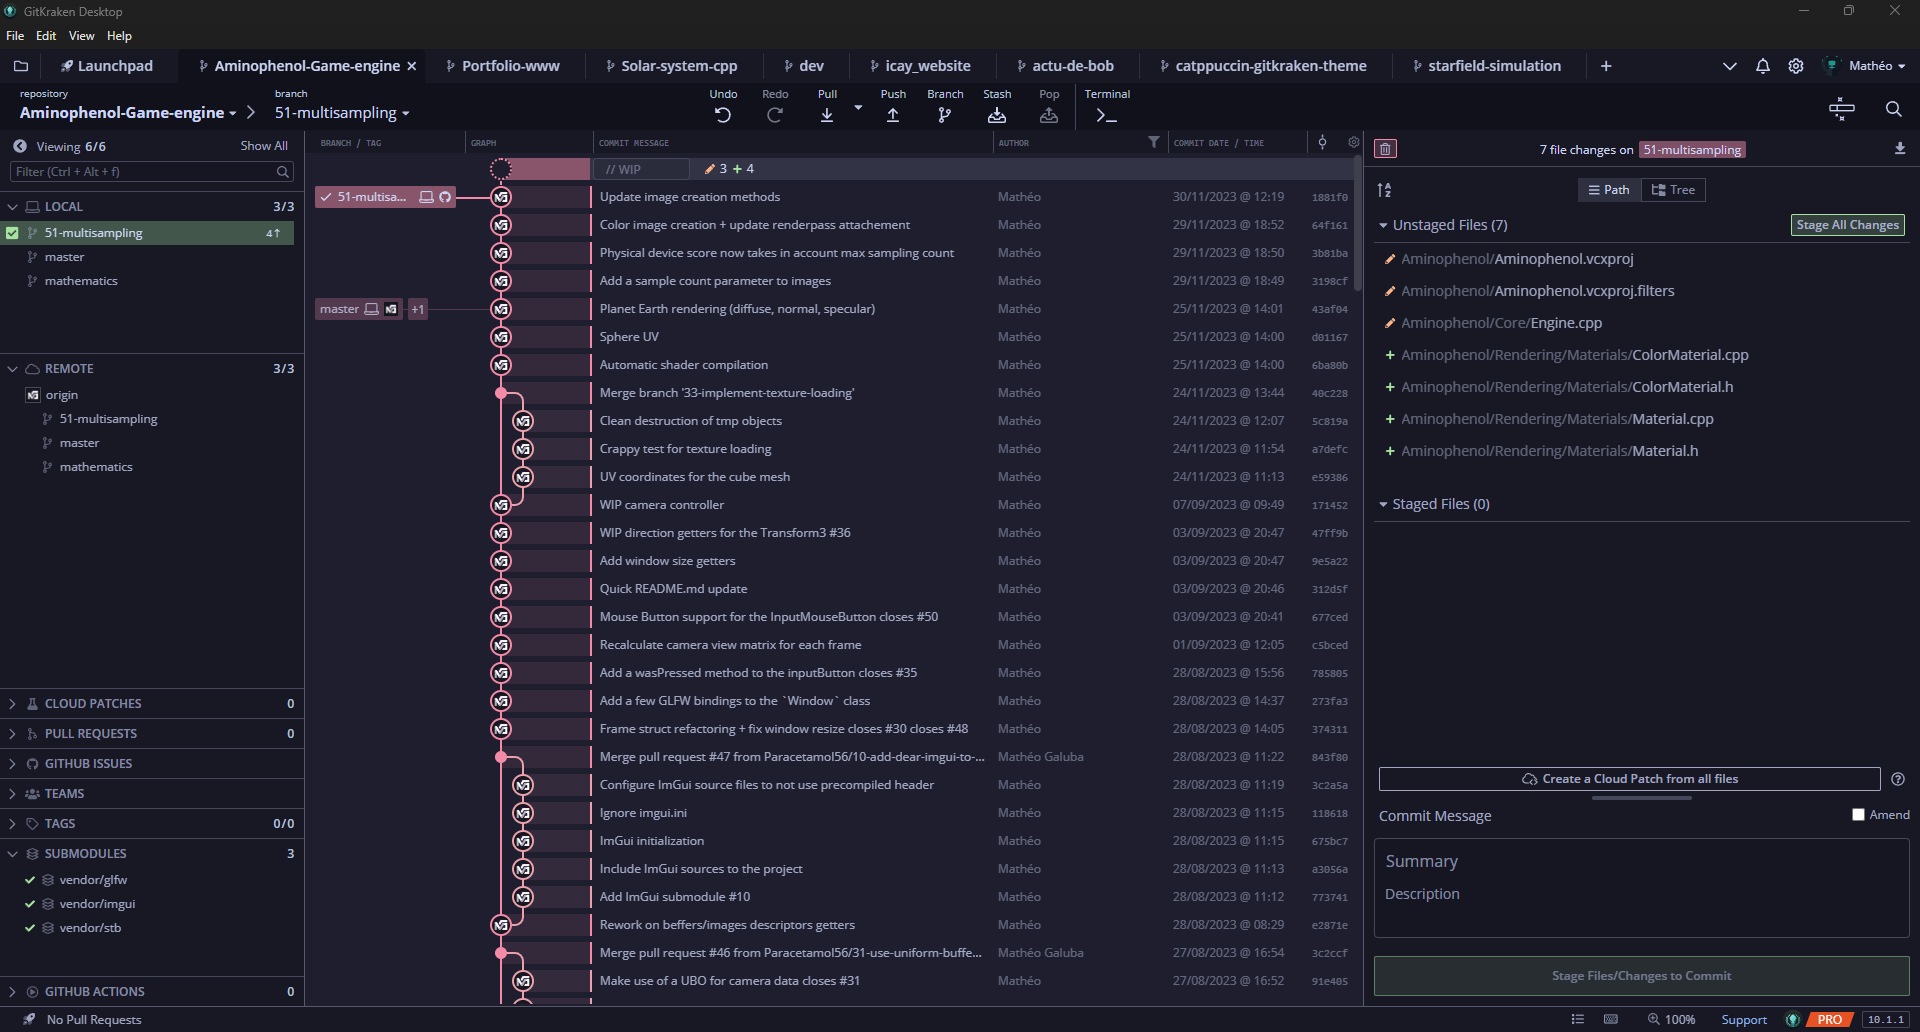 GitKraken Desktop
File Edit View Help
Launchpad Aminophenol-Game-engine Portfolio-www Solar-system-cpp dev icay_website actu-de-bob catppuccin-gitkraken-theme starfield-simulation Mathéo
repository branch
Aminophenol-Game-engine 51-multisampling
Undo Redo Pull Push Branch Stash Pop Terminal
Viewing 6/6 Show All
Filter (Ctrl + Alt + f)
LOCAL 3/3
51-multisampling 4↑
master
mathematics
REMOTE 3/3
origin
51-multisampling
master
mathematics
CLOUD PATCHES 0
PULL REQUESTS 0
GITHUB ISSUES
TEAMS
TAGS 0/0
SUBMODULES 3
vendor/glfw
vendor/imgui
vendor/stb
GITHUB ACTIONS 0
BRANCH / TAG GRAPH COMMIT MESSAGE AUTHOR COMMIT DATE / TIME
// WIP 3 + 4
51-multisa... Update image creation methods Mathéo 30/11/2023 @ 12:19 1881f0
Color image creation + update renderpass attachement Mathéo 29/11/2023 @ 18:52 64f161
Physical device score now takes in account max sampling count Mathéo 29/11/2023 @ 18:50 3b81ba
Add a sample count parameter to images Mathéo 29/11/2023 @ 18:49 3198cf
master +1 Planet Earth rendering (diffuse, normal, specular) Mathéo 25/11/2023 @ 14:01 43af04
Sphere UV Mathéo 25/11/2023 @ 14:00 d01167
Automatic shader compilation Mathéo 25/11/2023 @ 14:00 6ba80b
Merge branch '33-implement-texture-loading' Mathéo 24/11/2023 @ 13:44 40c228
Clean destruction of tmp objects Mathéo 24/11/2023 @ 12:07 5c819a
Crappy test for texture loading Mathéo 24/11/2023 @ 11:54 a7defc
UV coordinates for the cube mesh Mathéo 24/11/2023 @ 11:13 e59386
WIP camera controller Mathéo 07/09/2023 @ 09:49 171452
WIP direction getters for the Transform3 #36 Mathéo 03/09/2023 @ 20:47 47ff9b
Add window size getters Mathéo 03/09/2023 @ 20:47 9e5a22
Quick README.md update Mathéo 03/09/2023 @ 20:46 312d5f
Mouse Button support for the InputMouseButton closes #50 Mathéo 03/09/2023 @ 20:41 677ced
Recalculate camera view matrix for each frame Mathéo 01/09/2023 @ 12:05 c5bced
Add a wasPressed method to the inputButton closes #35 Mathéo 28/08/2023 @ 15:56 785805
Add a few GLFW bindings to the `Window` class Mathéo 28/08/2023 @ 14:37 273fa3
Frame struct refactoring + fix window resize closes #30 closes #48 Mathéo 28/08/2023 @ 14:05 374311
Merge pull request #47 from Paracetamol56/10-add-dear-imgui-to-... Mathéo Galuba 28/08/2023 @ 11:22 843f80
Configure ImGui source files to not use precompiled header Mathéo 28/08/2023 @ 11:19 3c2a5a
Ignore imgui.ini Mathéo 28/08/2023 @ 11:15 118618
ImGui initialization Mathéo 28/08/2023 @ 11:15 675bc7
Include ImGui sources to the project Mathéo 28/08/2023 @ 11:13 a3056a
Add ImGui submodule #10 Mathéo 28/08/2023 @ 11:12 773741
Rework on beffers/images descriptors getters Mathéo 28/08/2023 @ 08:29 e2871e
Merge pull request #46 from Paracetamol56/31-use-uniform-buffe... Mathéo Galuba 27/08/2023 @ 16:54 3c2ccf
Make use of a UBO for camera data closes #31 Mathéo 27/08/2023 @ 16:52 91e405
7 file changes on 51-multisampling
Path Tree
Unstaged Files (7) Stage All Changes
Aminophenol/Aminophenol.vcxproj
Aminophenol/Aminophenol.vcxproj.filters
Aminophenol/Core/Engine.cpp
+ Aminophenol/Rendering/Materials/ColorMaterial.cpp
+ Aminophenol/Rendering/Materials/ColorMaterial.h
+ Aminophenol/Rendering/Materials/Material.cpp
+ Aminophenol/Rendering/Materials/Material.h
Staged Files (0)
Create a Cloud Patch from all files
Commit Message Amend
Summary
Description
Stage Files/Changes to Commit
No Pull Requests 100% Support PRO 10.1.1